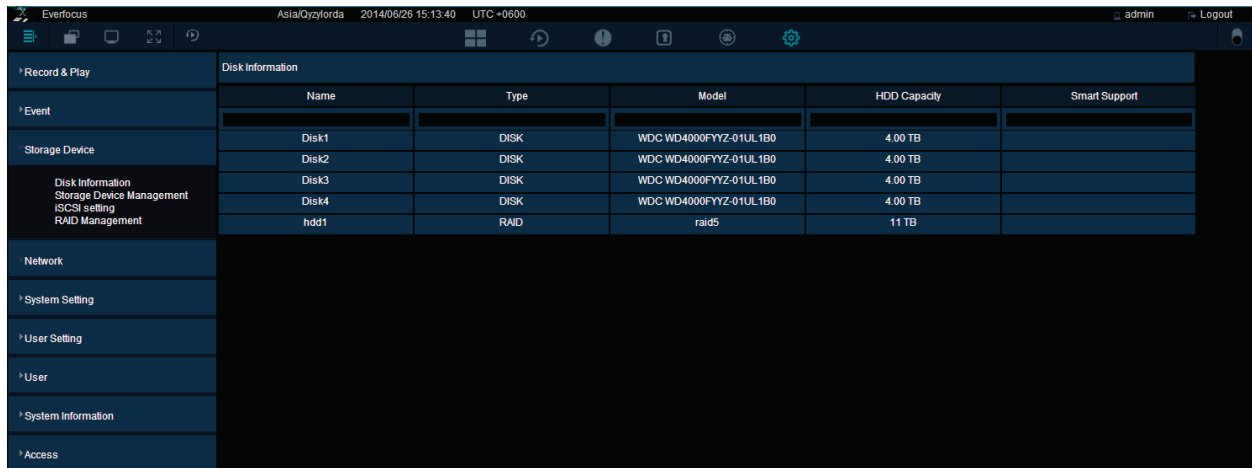 Everfocus Asia/Qyzylorda 2014/06/26 15:13:40 UTC +0600 admin Logout
Record & Play
Event
Storage Device
Disk Information
Storage Device Management
iSCSI setting
RAID Management
Network
System Setting
User Setting
User
System Information
Access
Disk Information
Name Type Model HDD Capacity Smart Support
Disk1 DISK WDC WD4000FYYZ-01UL1B0 4.00 TB
Disk2 DISK WDC WD4000FYYZ-01UL1B0 4.00 TB
Disk3 DISK WDC WD4000FYYZ-01UL1B0 4.00 TB
Disk4 DISK WDC WD4000FYYZ-01UL1B0 4.00 TB
hdd1 RAID raid5 11 TB